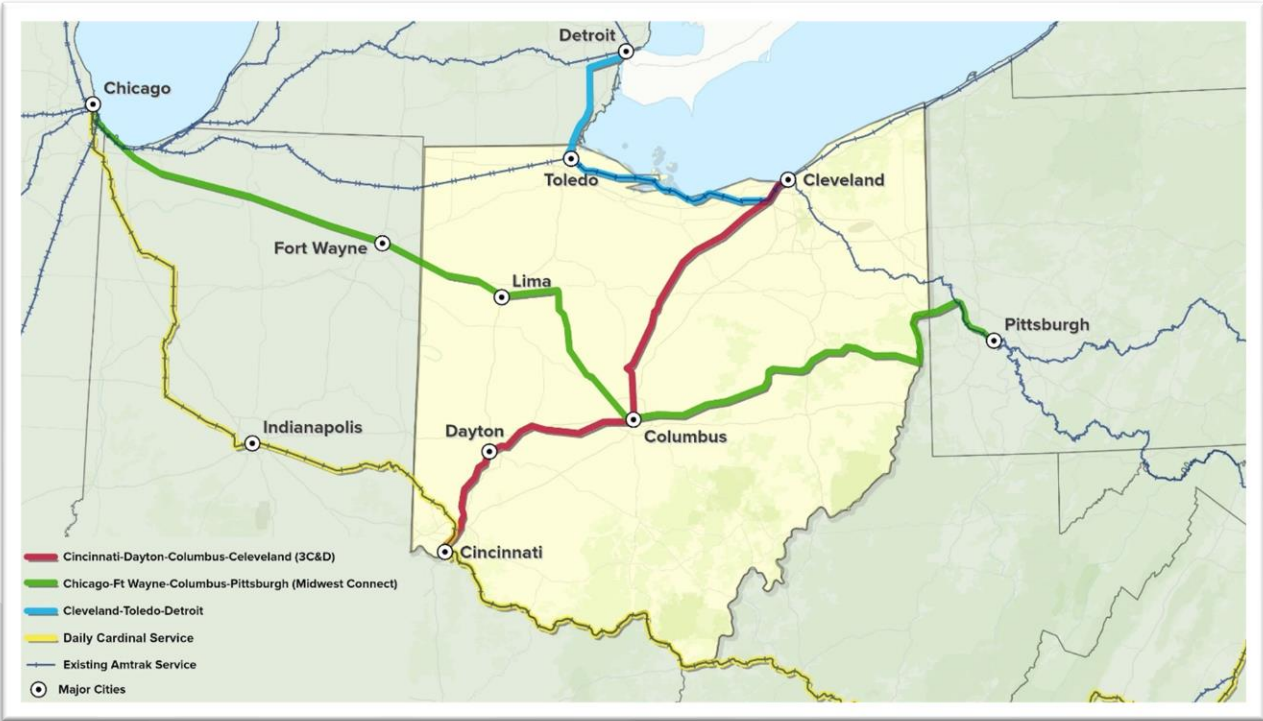 Detroit
Chicago
Toledo
Cleveland
Fort Wayne
Lima
Pittsburgh
Indianapolis
Dayton
Columbus
Cincinnati
Cincinnati-Dayton-Columbus-Celeveland (3C&D)
Chicago-Ft Wayne-Columbus-Pittsburgh (Midwest Connect)
Cleveland-Toledo-Detroit
Daily Cardinal Service
Existing Amtrak Service
Major Cities